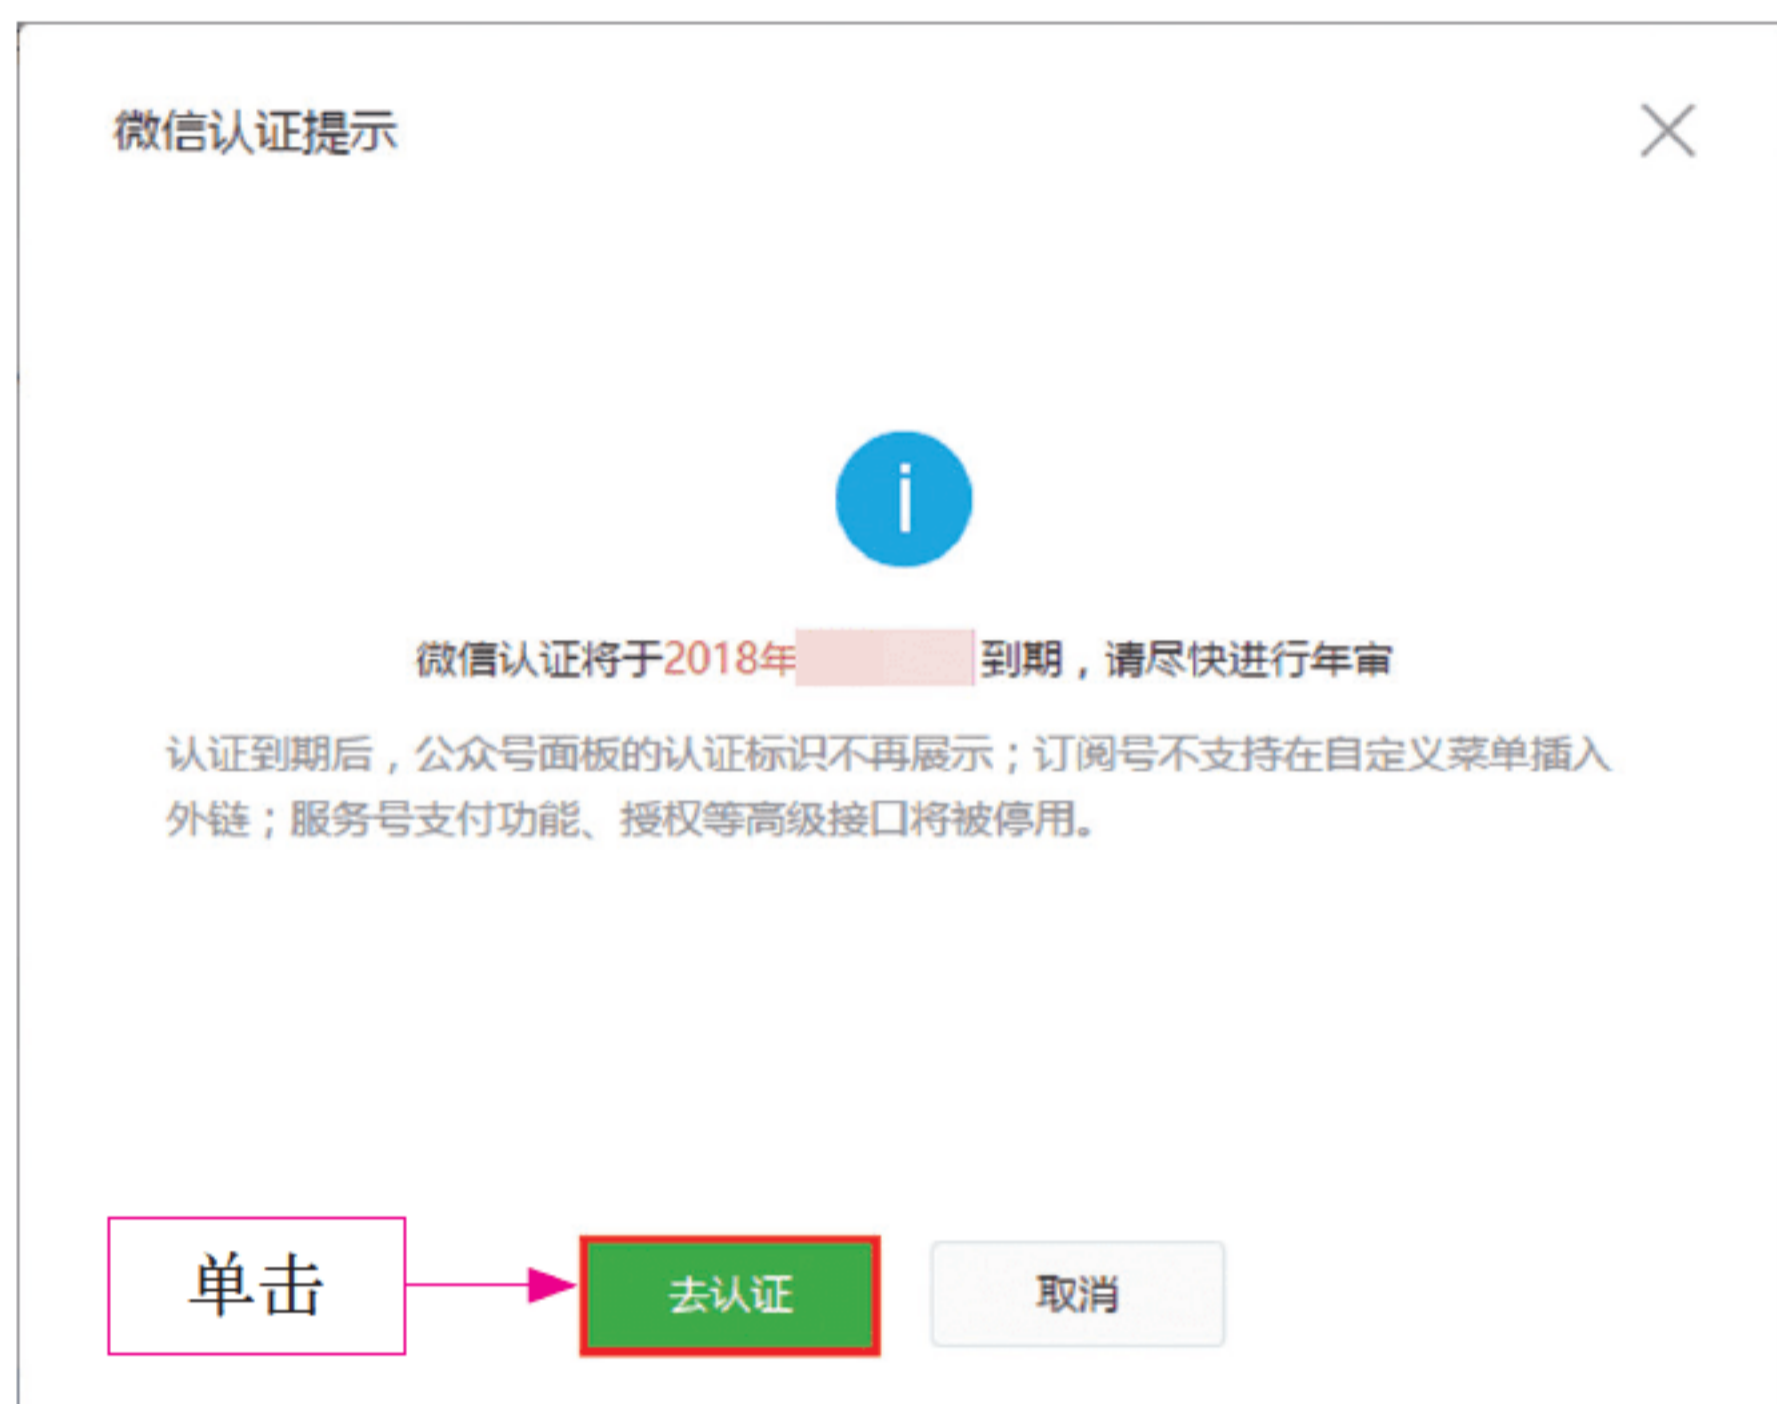 微信认证提示
i
微信认证将于2018年 到期，请尽快进行年审
认证到期后，公众号面板的认证标识不再展示；订阅号不支持在自定义菜单插入
外链；服务号支付功能、授权等高级接口将被停用。
单击 去认证 取消